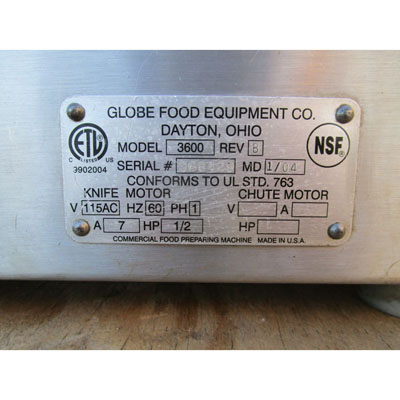 GLOBE FOOD EQUIPMENT CO.
DAYTON, OHIO
ETL
C LISTED US
3902004
MODEL 3600 REV B
NSF
SERIAL # MD 1/04
CONFORMS TO UL STD. 763
KNIFE MOTOR CHUTE MOTOR
V 115AC HZ 60 PH 1 V A
A 7 HP 1/2 HP
COMMERCIAL FOOD PREPARING MACHINE MADE IN U.S.A.